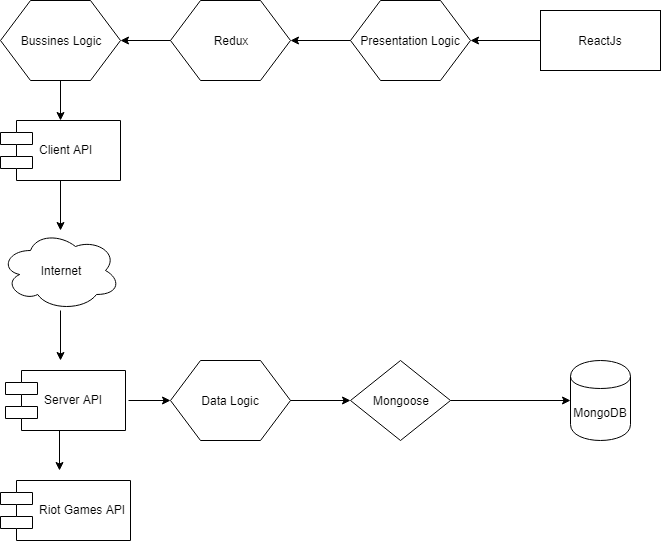 Bussines Logic
Redux
Presentation Logic
ReactJs
Client API
Internet
Server API
Data Logic
Mongoose
MongoDB
Riot Games API